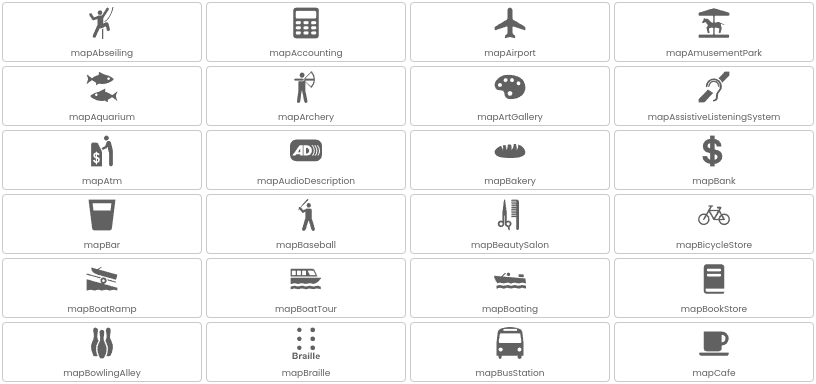 mapAbseiling
mapAccounting
mapAirport
mapAmusementPark
mapAquarium
mapArchery
mapArtGallery
mapAssistiveListeningSystem
$
mapAtm
AD
mapAudioDescription
mapBakery
$
mapBank
mapBar
mapBaseball
mapBeautySalon
mapBicycleStore
mapBoatRamp
mapBoatTour
mapBoating
mapBookStore
mapBowlingAlley
Braille
mapBraille
mapBusStation
mapCafe